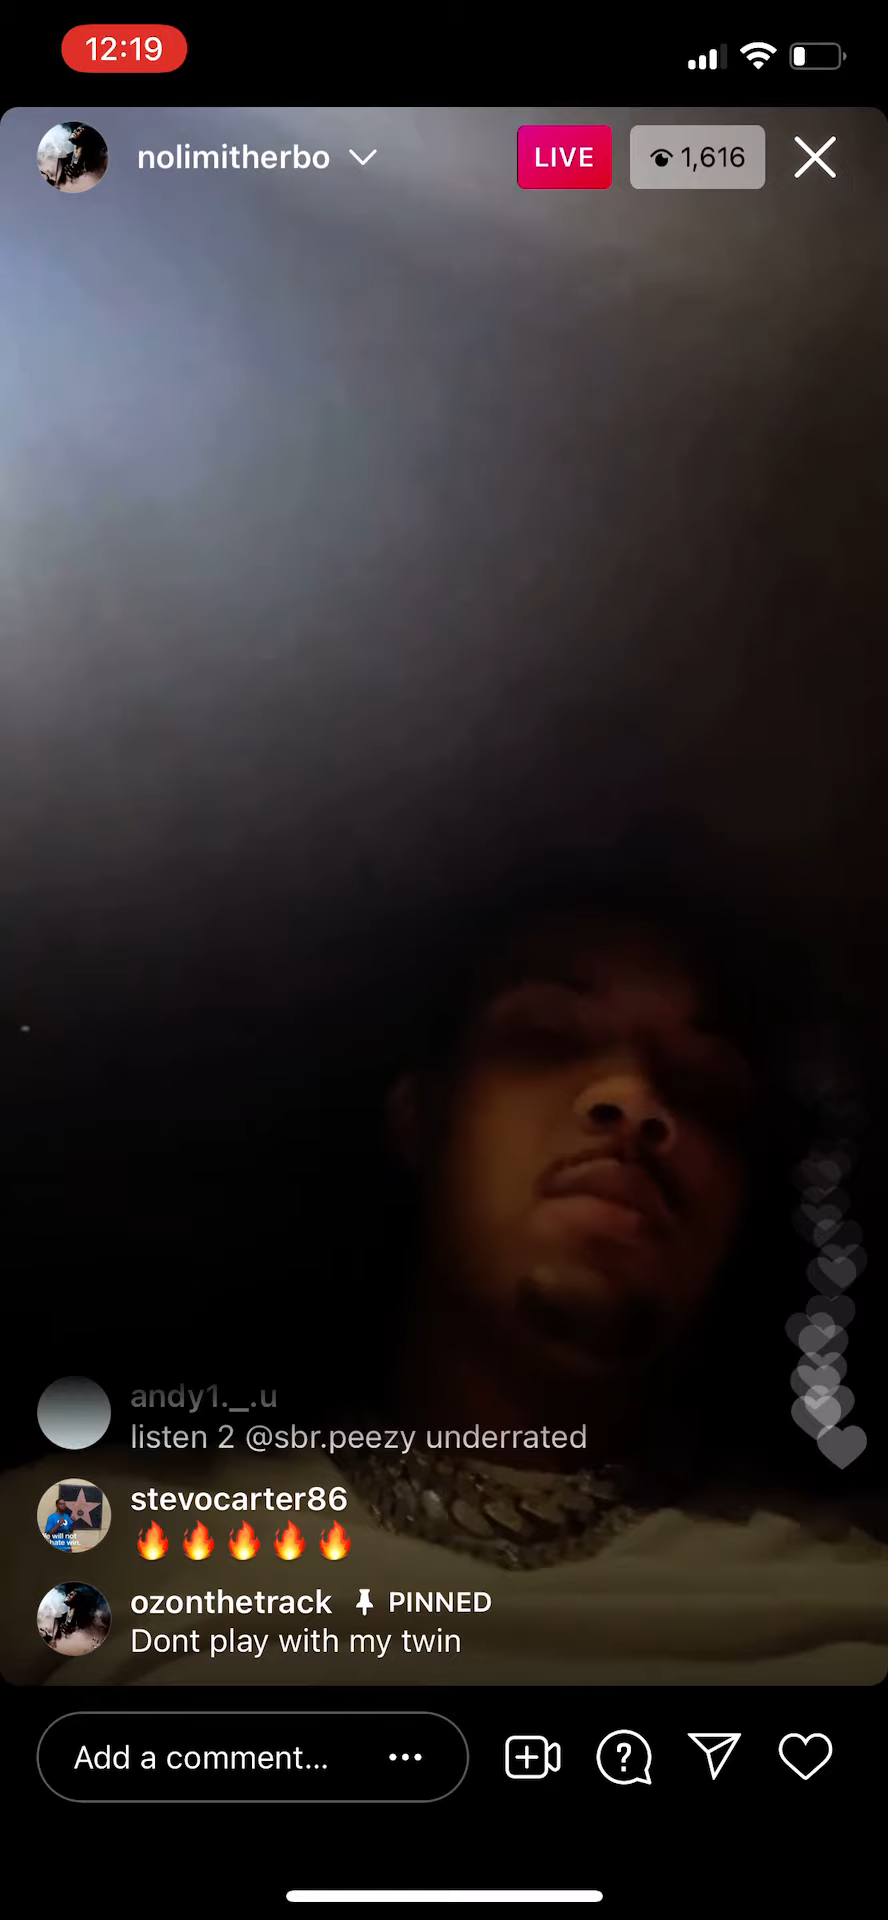 12:19
nolimitherbo
LIVE
1,616
andy1._.u
listen 2 @sbr.peezy underrated
stevocarter86
🔥🔥🔥🔥🔥
ozonthetrack PINNED
Dont play with my twin
Add a comment...